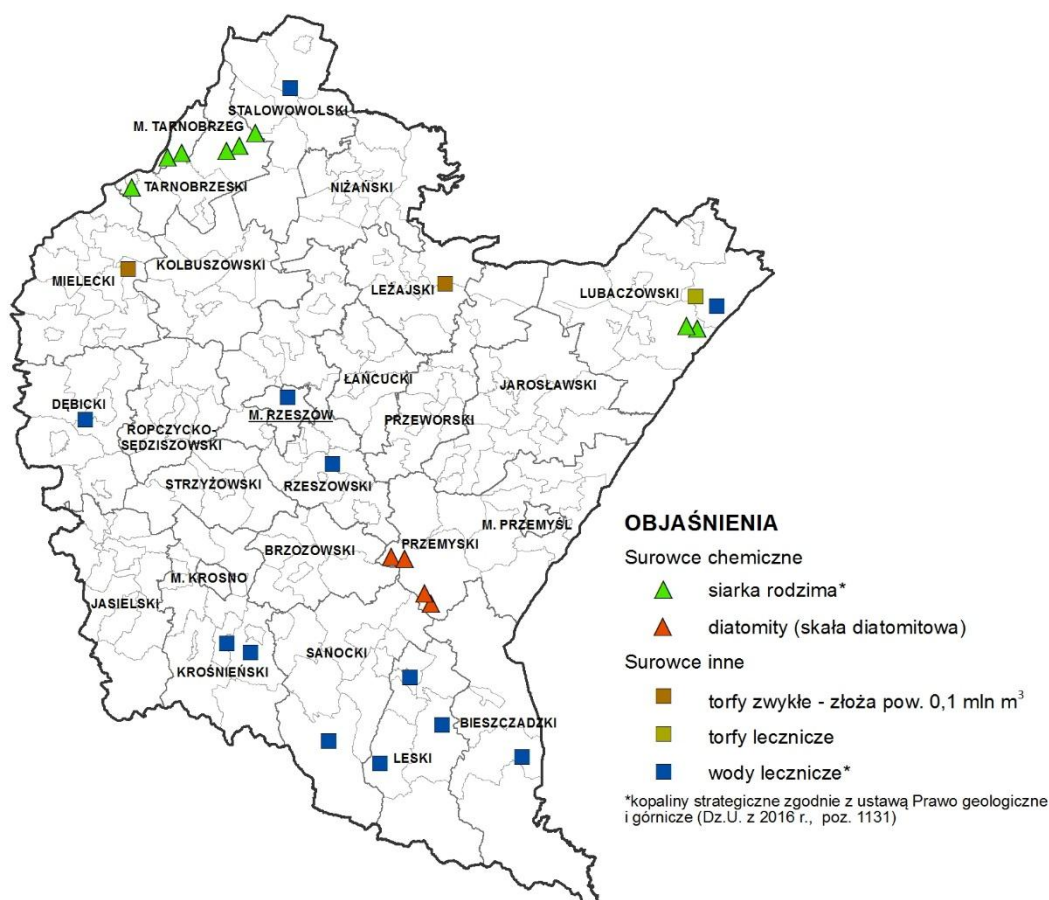 STALOWOWOLSKI
M. TARNOBRZEG
TARNOBRZESKI
NIŻAŃSKI
KOLBUSZOWSKI
MIELECKI
LEŻAJSKI
LUBACZOWSKI
ŁAŃCUCKI
JAROSŁAWSKI
DĘBICKI
M. RZESZÓW
PRZEWORSKI
ROPCZYCKO-
SĘDZISZOWSKI
STRZYŻOWSKI
RZESZOWSKI
M. PRZEMYŚL
BRZOZOWSKI
PRZEMYSKI
M. KROSNO
JASIELSKI
SANOCKI
KROŚNIEŃSKI
BIESZCZADZKI
LESKI
OBJAŚNIENIA
Surowce chemiczne
siarka rodzima*
diatomity (skała diatomitowa)
Surowce inne
torfy zwykłe - złoża pow. 0,1 mln m³
torfy lecznicze
wody lecznicze*
*kopaliny strategiczne zgodnie z ustawą Prawo geologiczne
i górnicze (Dz.U. z 2016 r., poz. 1131)